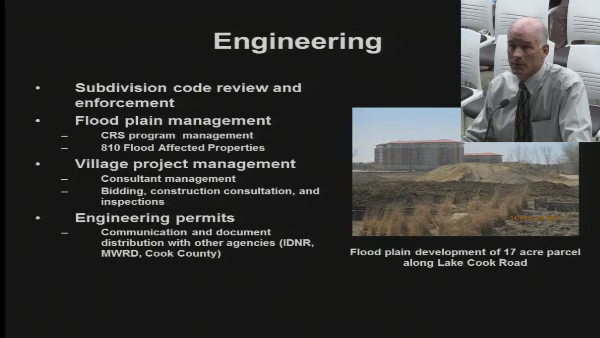 Engineering
• Subdivision code review and
enforcement
• Flood plain management
– CRS program management
– 810 Flood Affected Properties
• Village project management
– Consultant management
– Bidding, construction consultation, and
inspections
• Engineering permits
– Communication and document
distribution with other agencies (IDNR,
MWRD, Cook County)
Flood plain development of 17 acre parcel
along Lake Cook Road